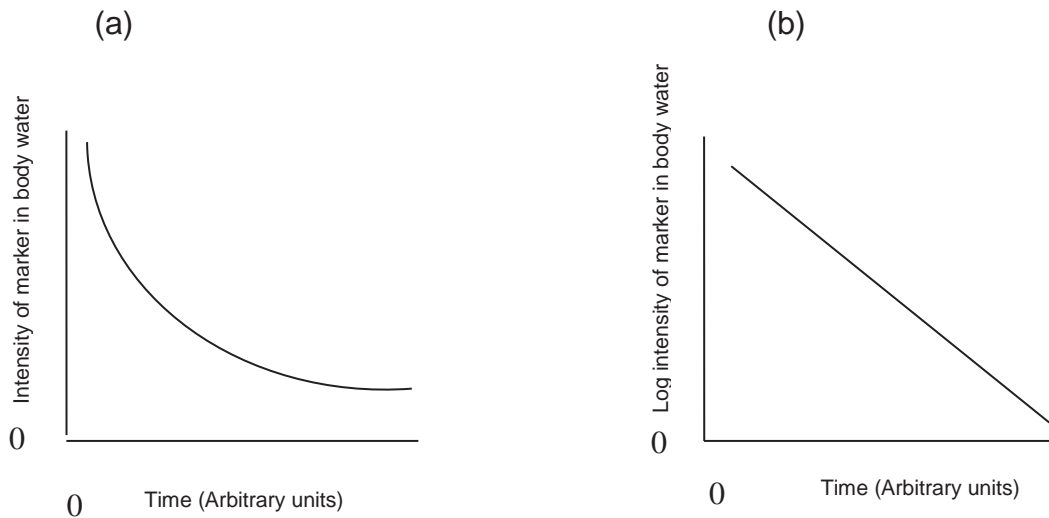 (a)
Intensity of marker in body water
0
0
Time (Arbitrary units)
(b)
Log intensity of marker in body water
0
0
Time (Arbitrary units)